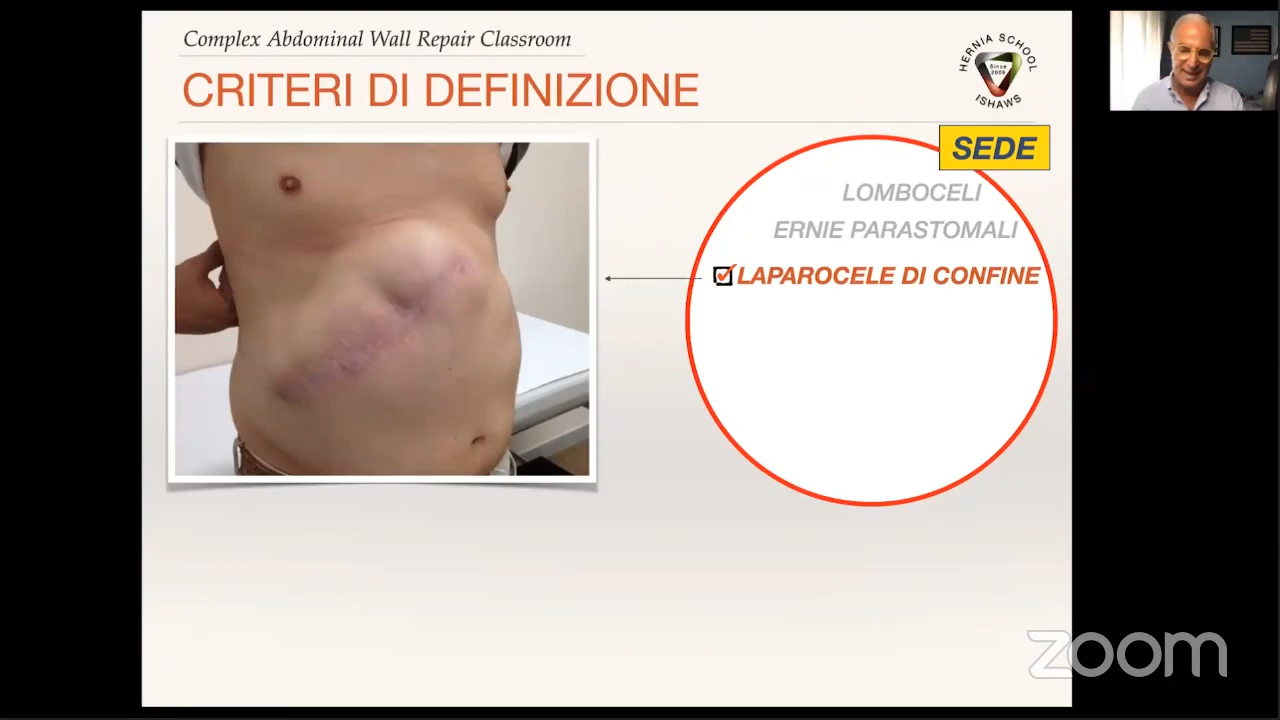 Complex Abdominal Wall Repair Classroom
CRITERI DI DEFINIZIONE
HERNIA SCHOOL
Since
2009
ISHAWS
SEDE
LOMBOCELI
ERNIE PARASTOMALI
LAPAROCELE DI CONFINE
zoom